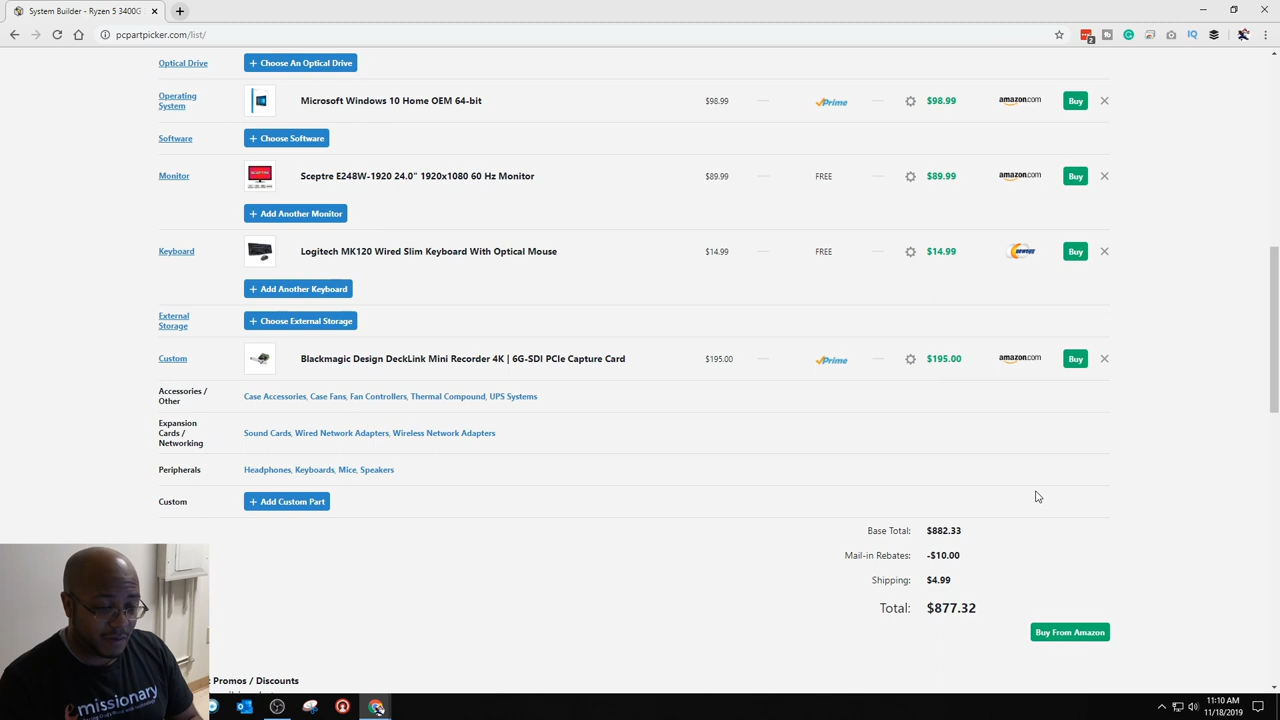 System Builder - Ryzen 5 3400G
pcpartpicker.com/list/
2
IQ
Optical Drive
Choose An Optical Drive
Operating System
Microsoft Windows 10 Home OEM 64-bit
$98.99
Prime
$98.99
amazon.com
Buy
Software
Choose Software
Monitor
SCEPTRE
Sceptre E248W-1920 24.0" 1920x1080 60 Hz Monitor
$89.99
FREE
$89.99
amazon.com
Buy
Add Another Monitor
Keyboard
Logitech MK120 Wired Slim Keyboard With Optical Mouse
$14.99
FREE
$14.99
newegg
Buy
Add Another Keyboard
External Storage
Choose External Storage
Custom
Blackmagic Design DeckLink Mini Recorder 4K | 6G-SDI PCIe Capture Card
$195.00
Prime
$195.00
amazon.com
Buy
Accessories / Other
Case Accessories, Case Fans, Fan Controllers, Thermal Compound, UPS Systems
Expansion Cards / Networking
Sound Cards, Wired Network Adapters, Wireless Network Adapters
Peripherals
Headphones, Keyboards, Mice, Speakers
Custom
Add Custom Part
Base Total: $882.33
Mail-in Rebates: -$10.00
Shipping: $4.99
Total: $877.32
Buy From Amazon
Promos / Discounts
missionary
11:10 AM
11/18/2019